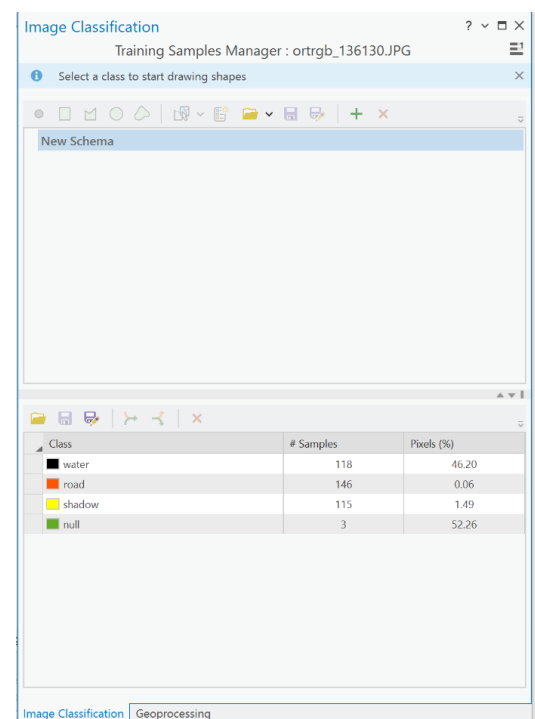 Image Classification ?
Training Samples Manager : ortrgb_136130.JPG
Select a class to start drawing shapes
New Schema
Class # Samples Pixels (%)
water 118 46.20
road 146 0.06
shadow 115 1.49
null 3 52.26
Image Classification Geoprocessing